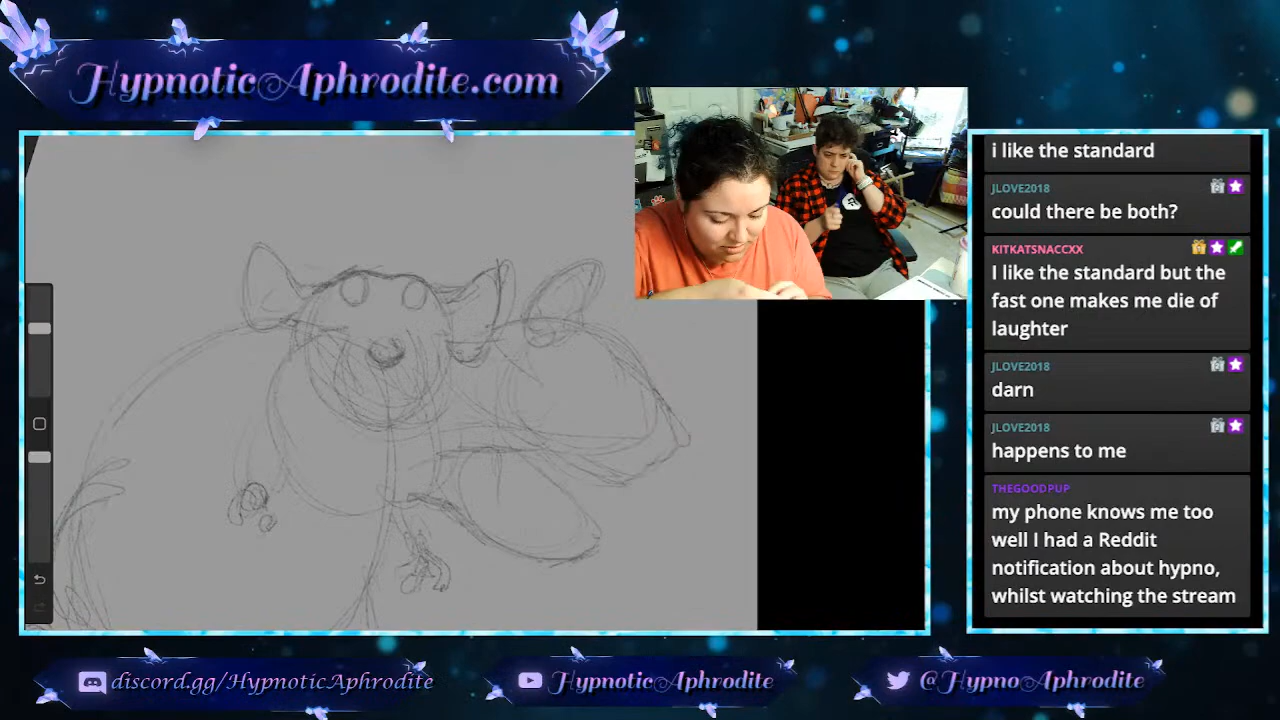 HypnoticAphrodite.com
i like the standard
JLOVE2018
could there be both?
KITKATSNACCXX
I like the standard but the
fast one makes me die of
laughter
JLOVE2018
darn
JLOVE2018
happens to me
THEGOODPUP
my phone knows me too
well I had a Reddit
notification about hypno,
whilst watching the stream
discord.gg/HypnoticAphrodite
HypnoticAphrodite
@HypnoAphrodite